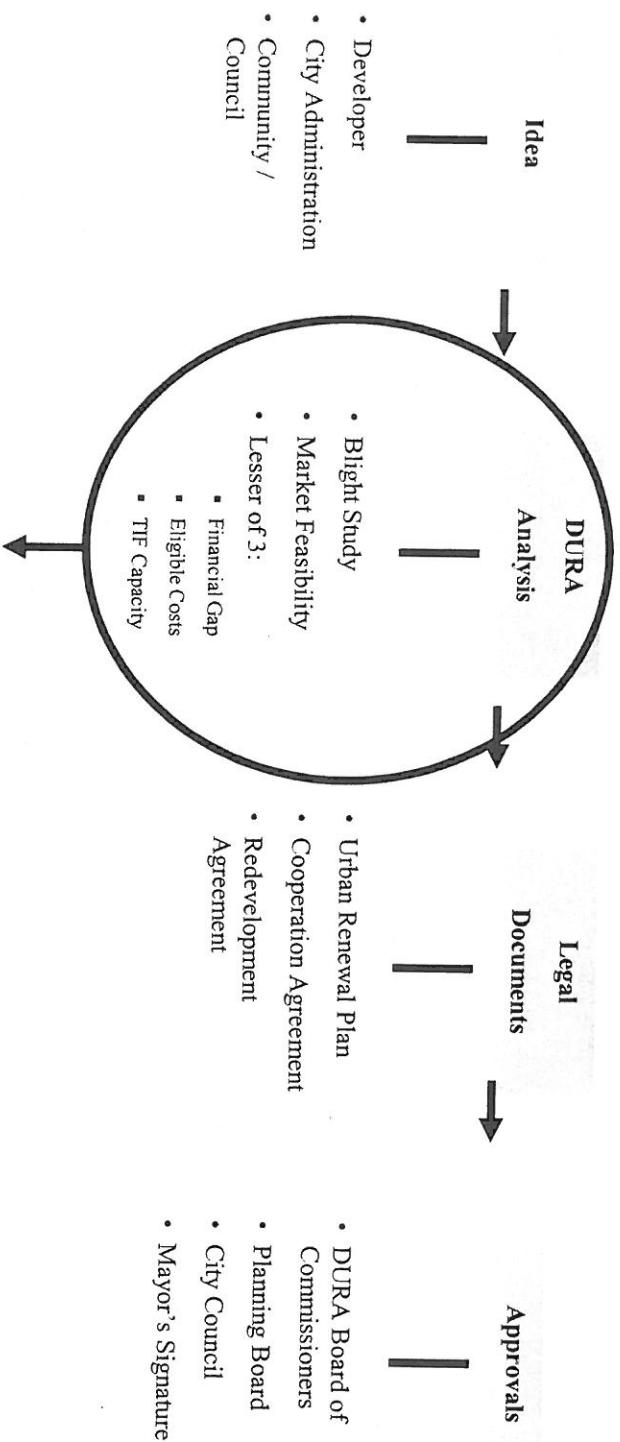 Idea
• Developer
• City Administration
• Community /
Council
DURA
Analysis
• Blight Study
• Market Feasibility
• Lesser of 3:
▪ Financial Gap
▪ Eligible Costs
▪ TIF Capacity
Legal
Documents
• Urban Renewal Plan
• Cooperation Agreement
• Redevelopment
Agreement
Approvals
• DURA Board of
Commissioners
• Planning Board
• City Council
• Mayor's Signature